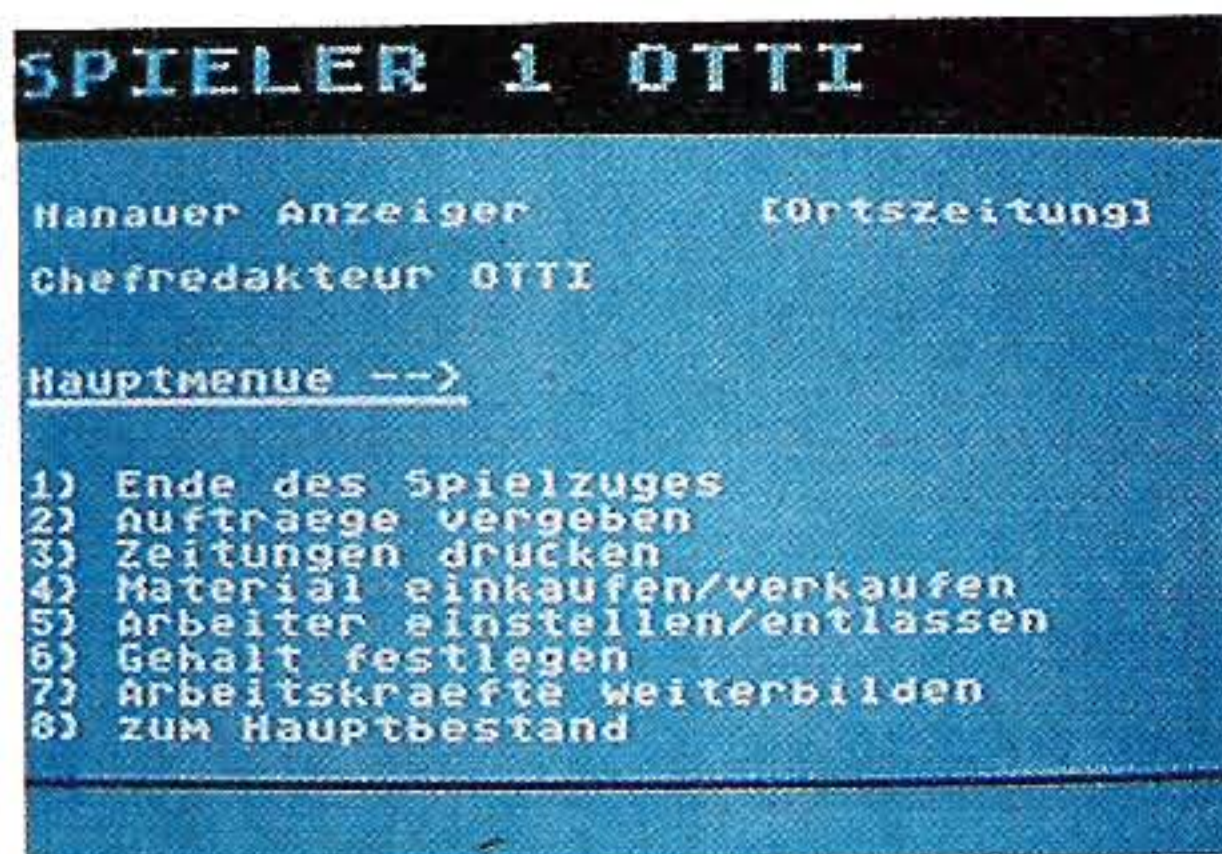 SPIELER 1 OTTI
Hanauer Anzeiger [Ortszeitung]
Chefredakteur OTTI
Hauptmenue -->
1) Ende des Spielzuges
2) Auftraege vergeben
3) Zeitungen drucken
4) Material einkaufen/verkaufen
5) Arbeiter einstellen/entlassen
6) Gehalt festlegen
7) Arbeitskraefte weiterbilden
8) zum Hauptbestand